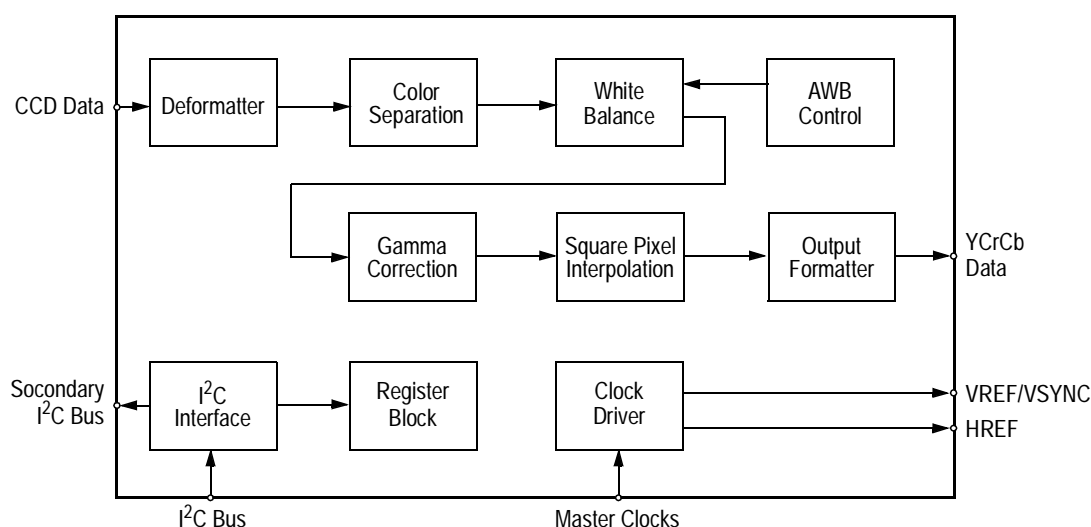 CCD Data
Deformatter
Color
Separation
White
Balance
AWB
Control
Gamma
Correction
Square Pixel
Interpolation
Output
Formatter
YCrCb
Data
Socondary
I²C Bus
I²C
Interface
Register
Block
Clock
Driver
VREF/VSYNC
HREF
I²C Bus
Master Clocks